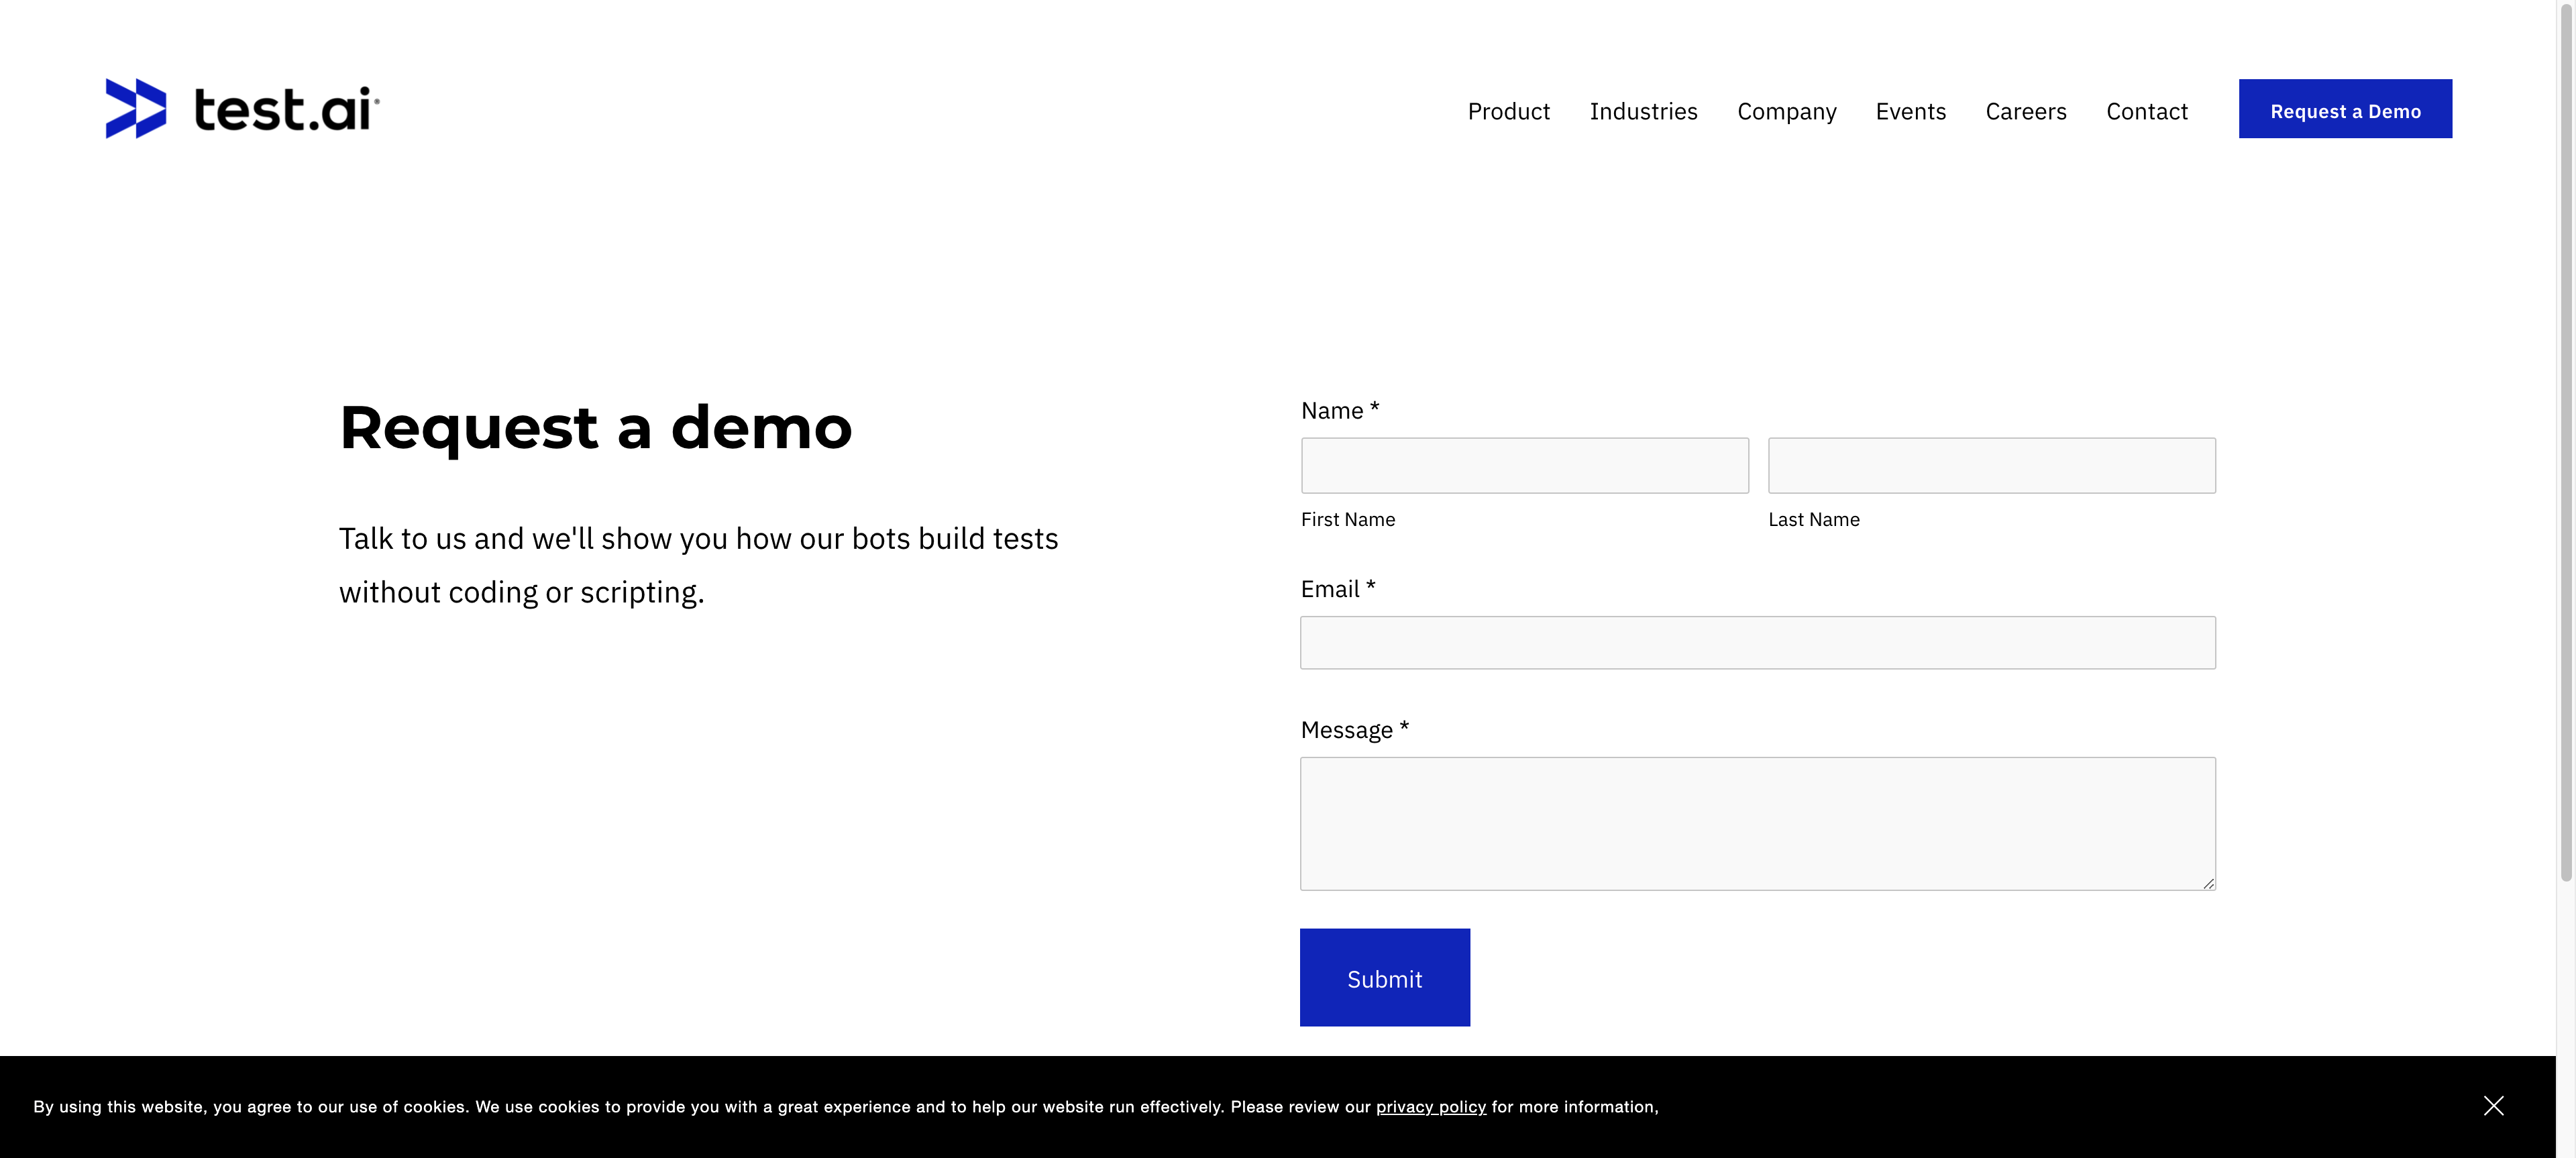 test.ai®
Product Industries Company Events Careers Contact Request a Demo
Request a demo
Talk to us and we'll show you how our bots build tests
without coding or scripting.
Name *
First Name Last Name
Email *
Message *
Submit
By using this website, you agree to our use of cookies. We use cookies to provide you with a great experience and to help our website run effectively. Please review our privacy policy for more information,